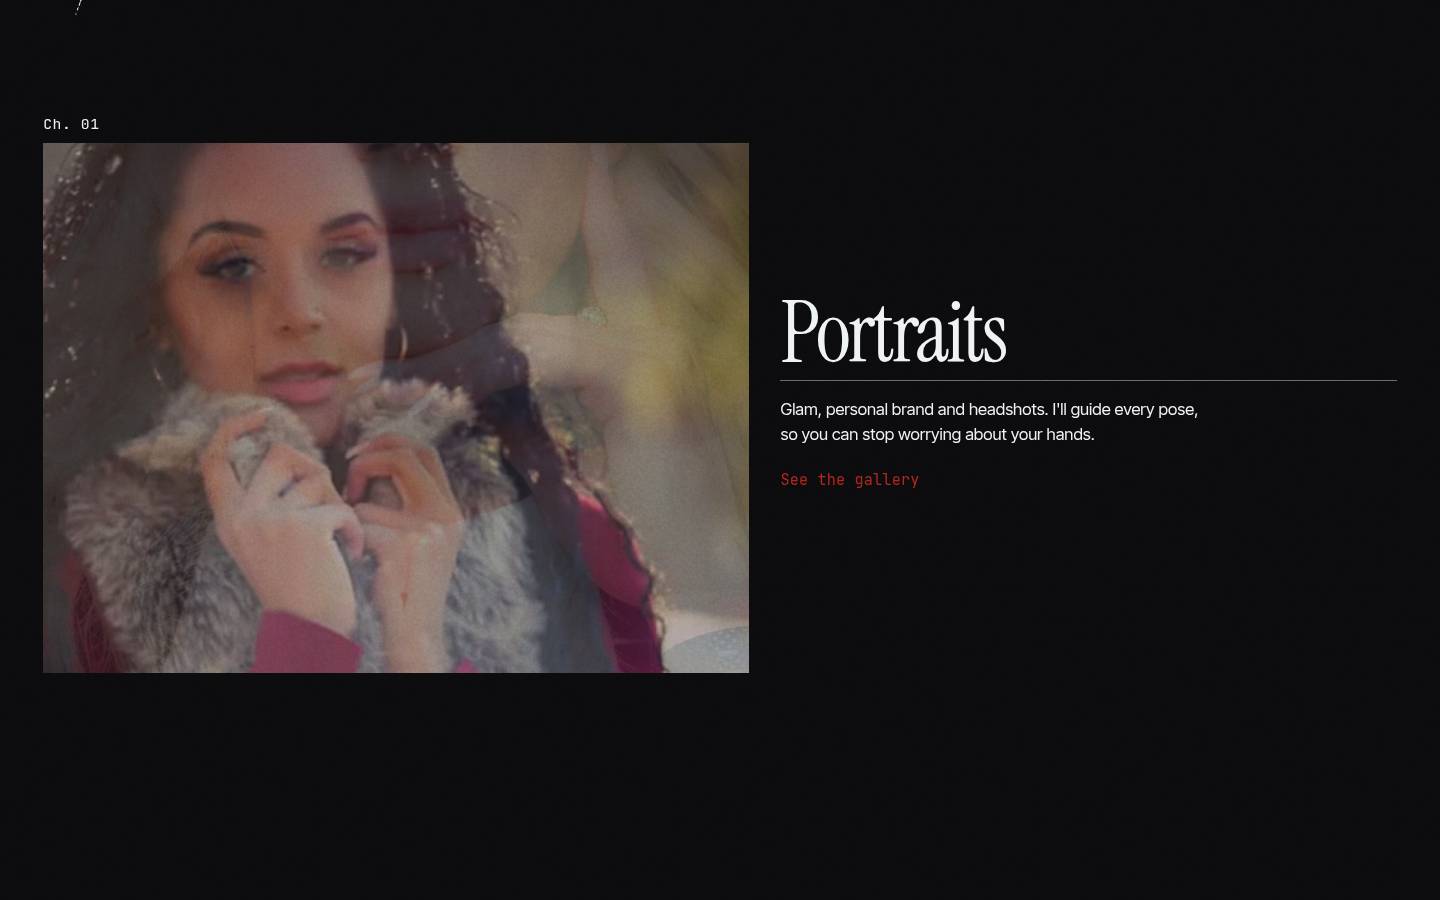 Ch. 01
Portraits
Glam, personal brand and headshots. I'll guide every pose,
so you can stop worrying about your hands.
See the gallery